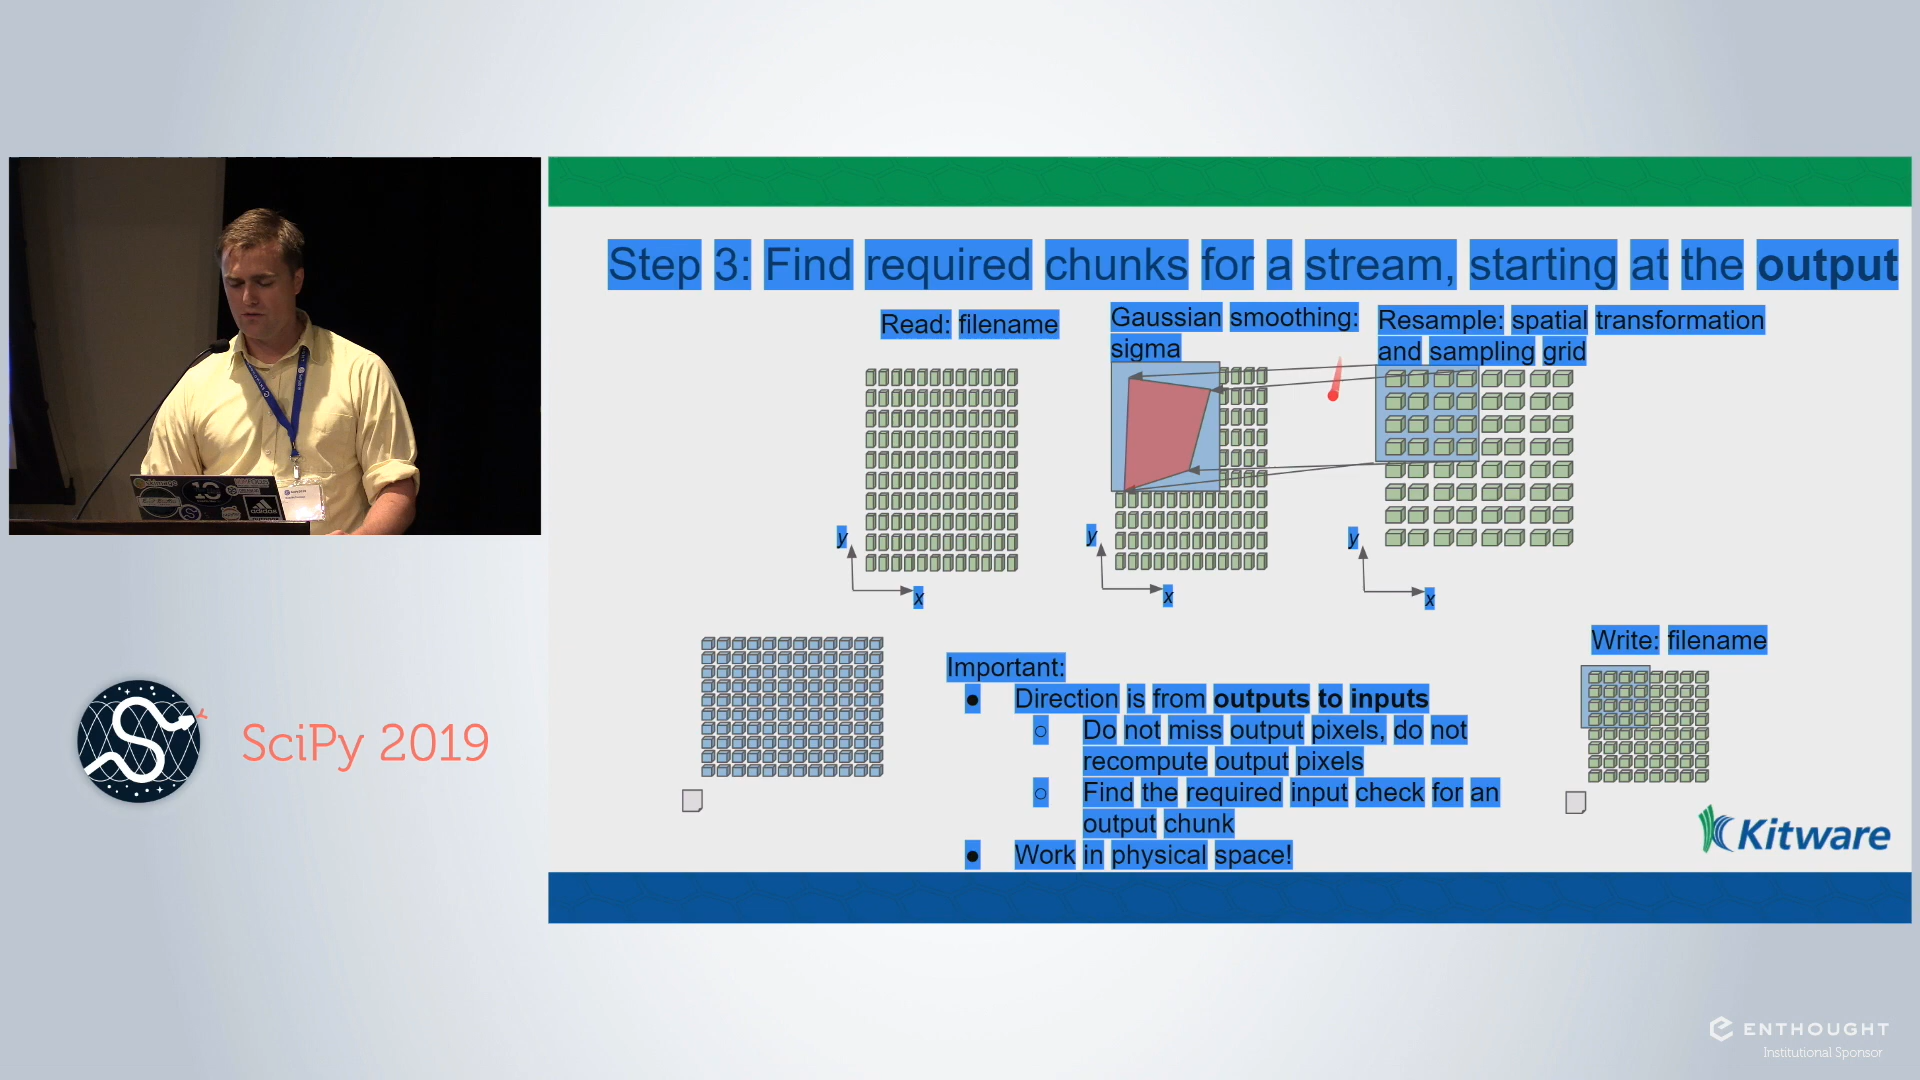 Step 3: Find required chunks for a stream, starting at the output
Read: filename
Gaussian smoothing:
sigma
Resample: spatial transformation
and sampling grid
y
x
y
x
y
x
Write: filename
Important:
● Direction is from outputs to inputs
○ Do not miss output pixels, do not
recompute output pixels
○ Find the required input check for an
output chunk
● Work in physical space!
Kitware
10
adidas
SciPy 2019
ENTHOUGHT
Institutional Sponsor